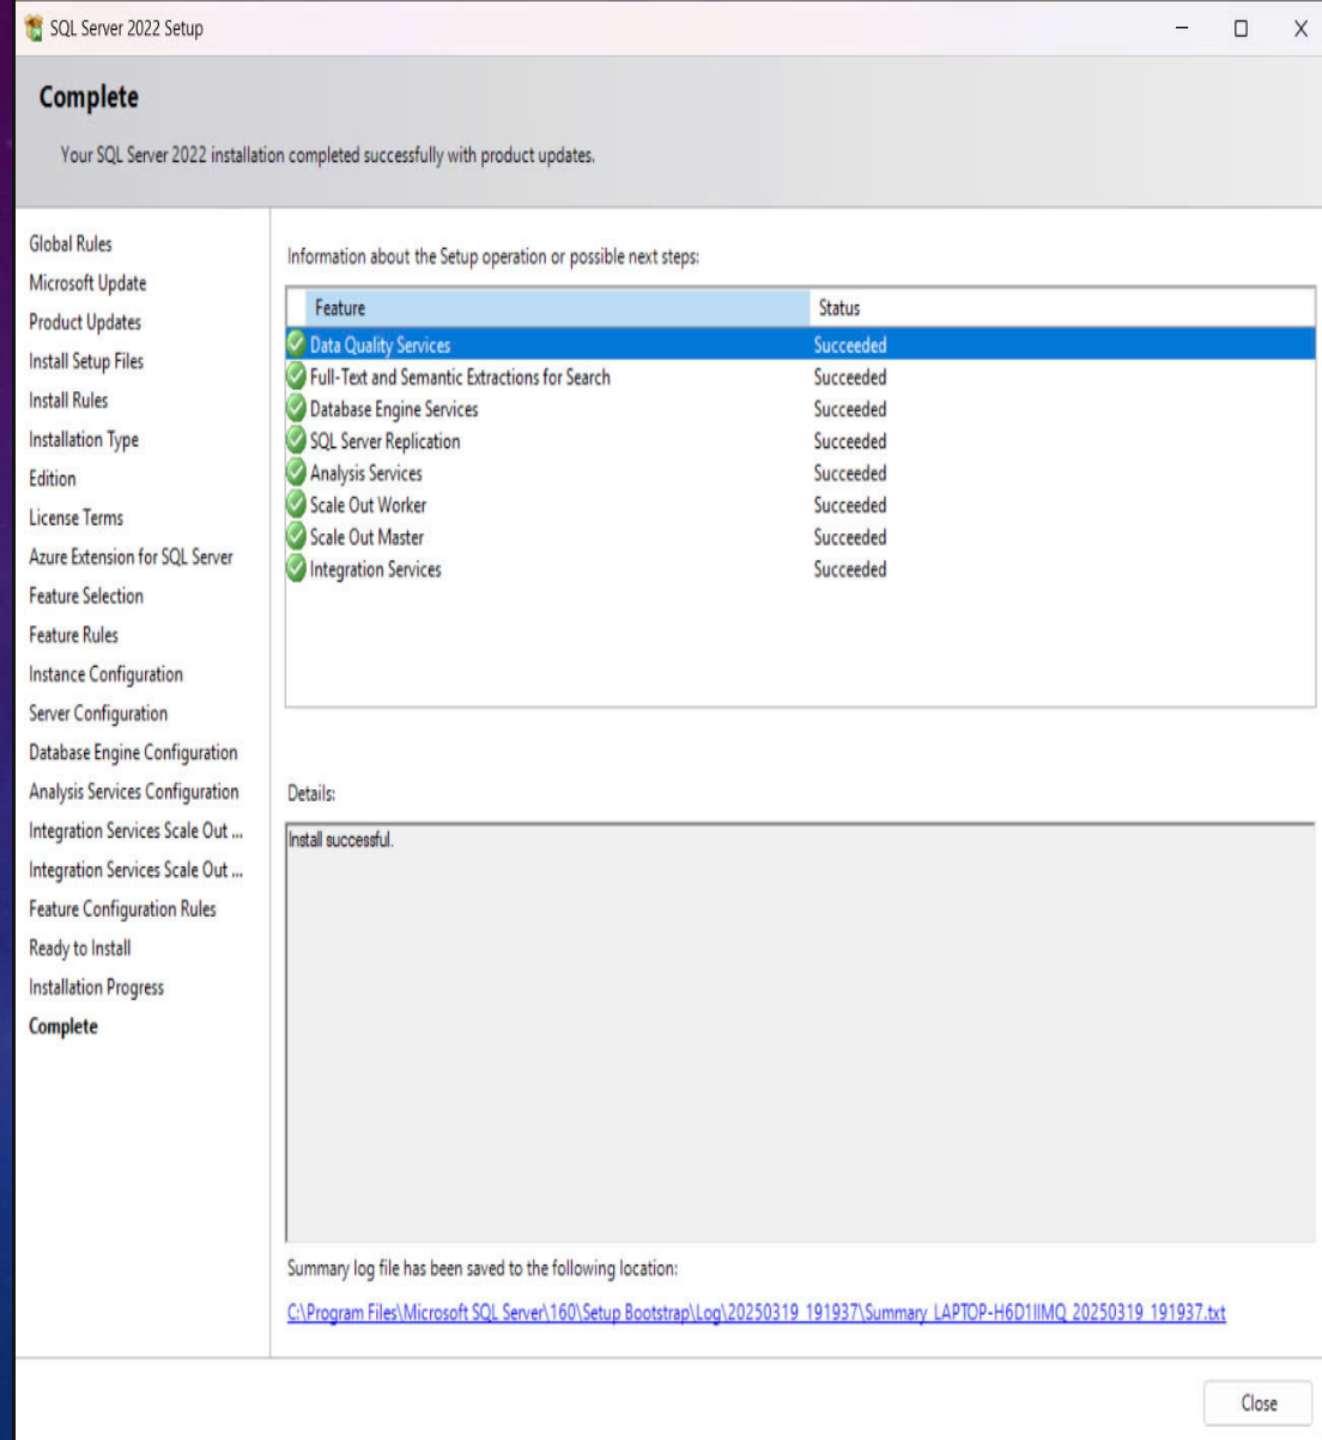 SQL Server 2022 Setup
Complete
Your SQL Server 2022 installation completed successfully with product updates.
Global Rules
Microsoft Update
Product Updates
Install Setup Files
Install Rules
Installation Type
Edition
License Terms
Azure Extension for SQL Server
Feature Selection
Feature Rules
Instance Configuration
Server Configuration
Database Engine Configuration
Analysis Services Configuration
Integration Services Scale Out ...
Integration Services Scale Out ...
Feature Configuration Rules
Ready to Install
Installation Progress
Complete
Information about the Setup operation or possible next steps:
Feature Status
Data Quality Services Succeeded
Full-Text and Semantic Extractions for Search Succeeded
Database Engine Services Succeeded
SQL Server Replication Succeeded
Analysis Services Succeeded
Scale Out Worker Succeeded
Scale Out Master Succeeded
Integration Services Succeeded
Details:
Install successful.
Summary log file has been saved to the following location:
C:\Program Files\Microsoft SQL Server\160\Setup Bootstrap\Log\20250319_191937\Summary_LAPTOP-H6D1IIMQ_20250319_191937.txt
Close